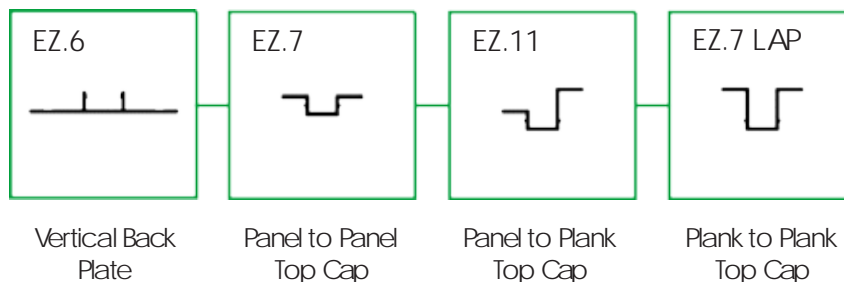 EZ.6
EZ.7
EZ.11
EZ.7 LAP
Vertical Back
Plate
Panel to Panel
Top Cap
Panel to Plank
Top Cap
Plank to Plank
Top Cap